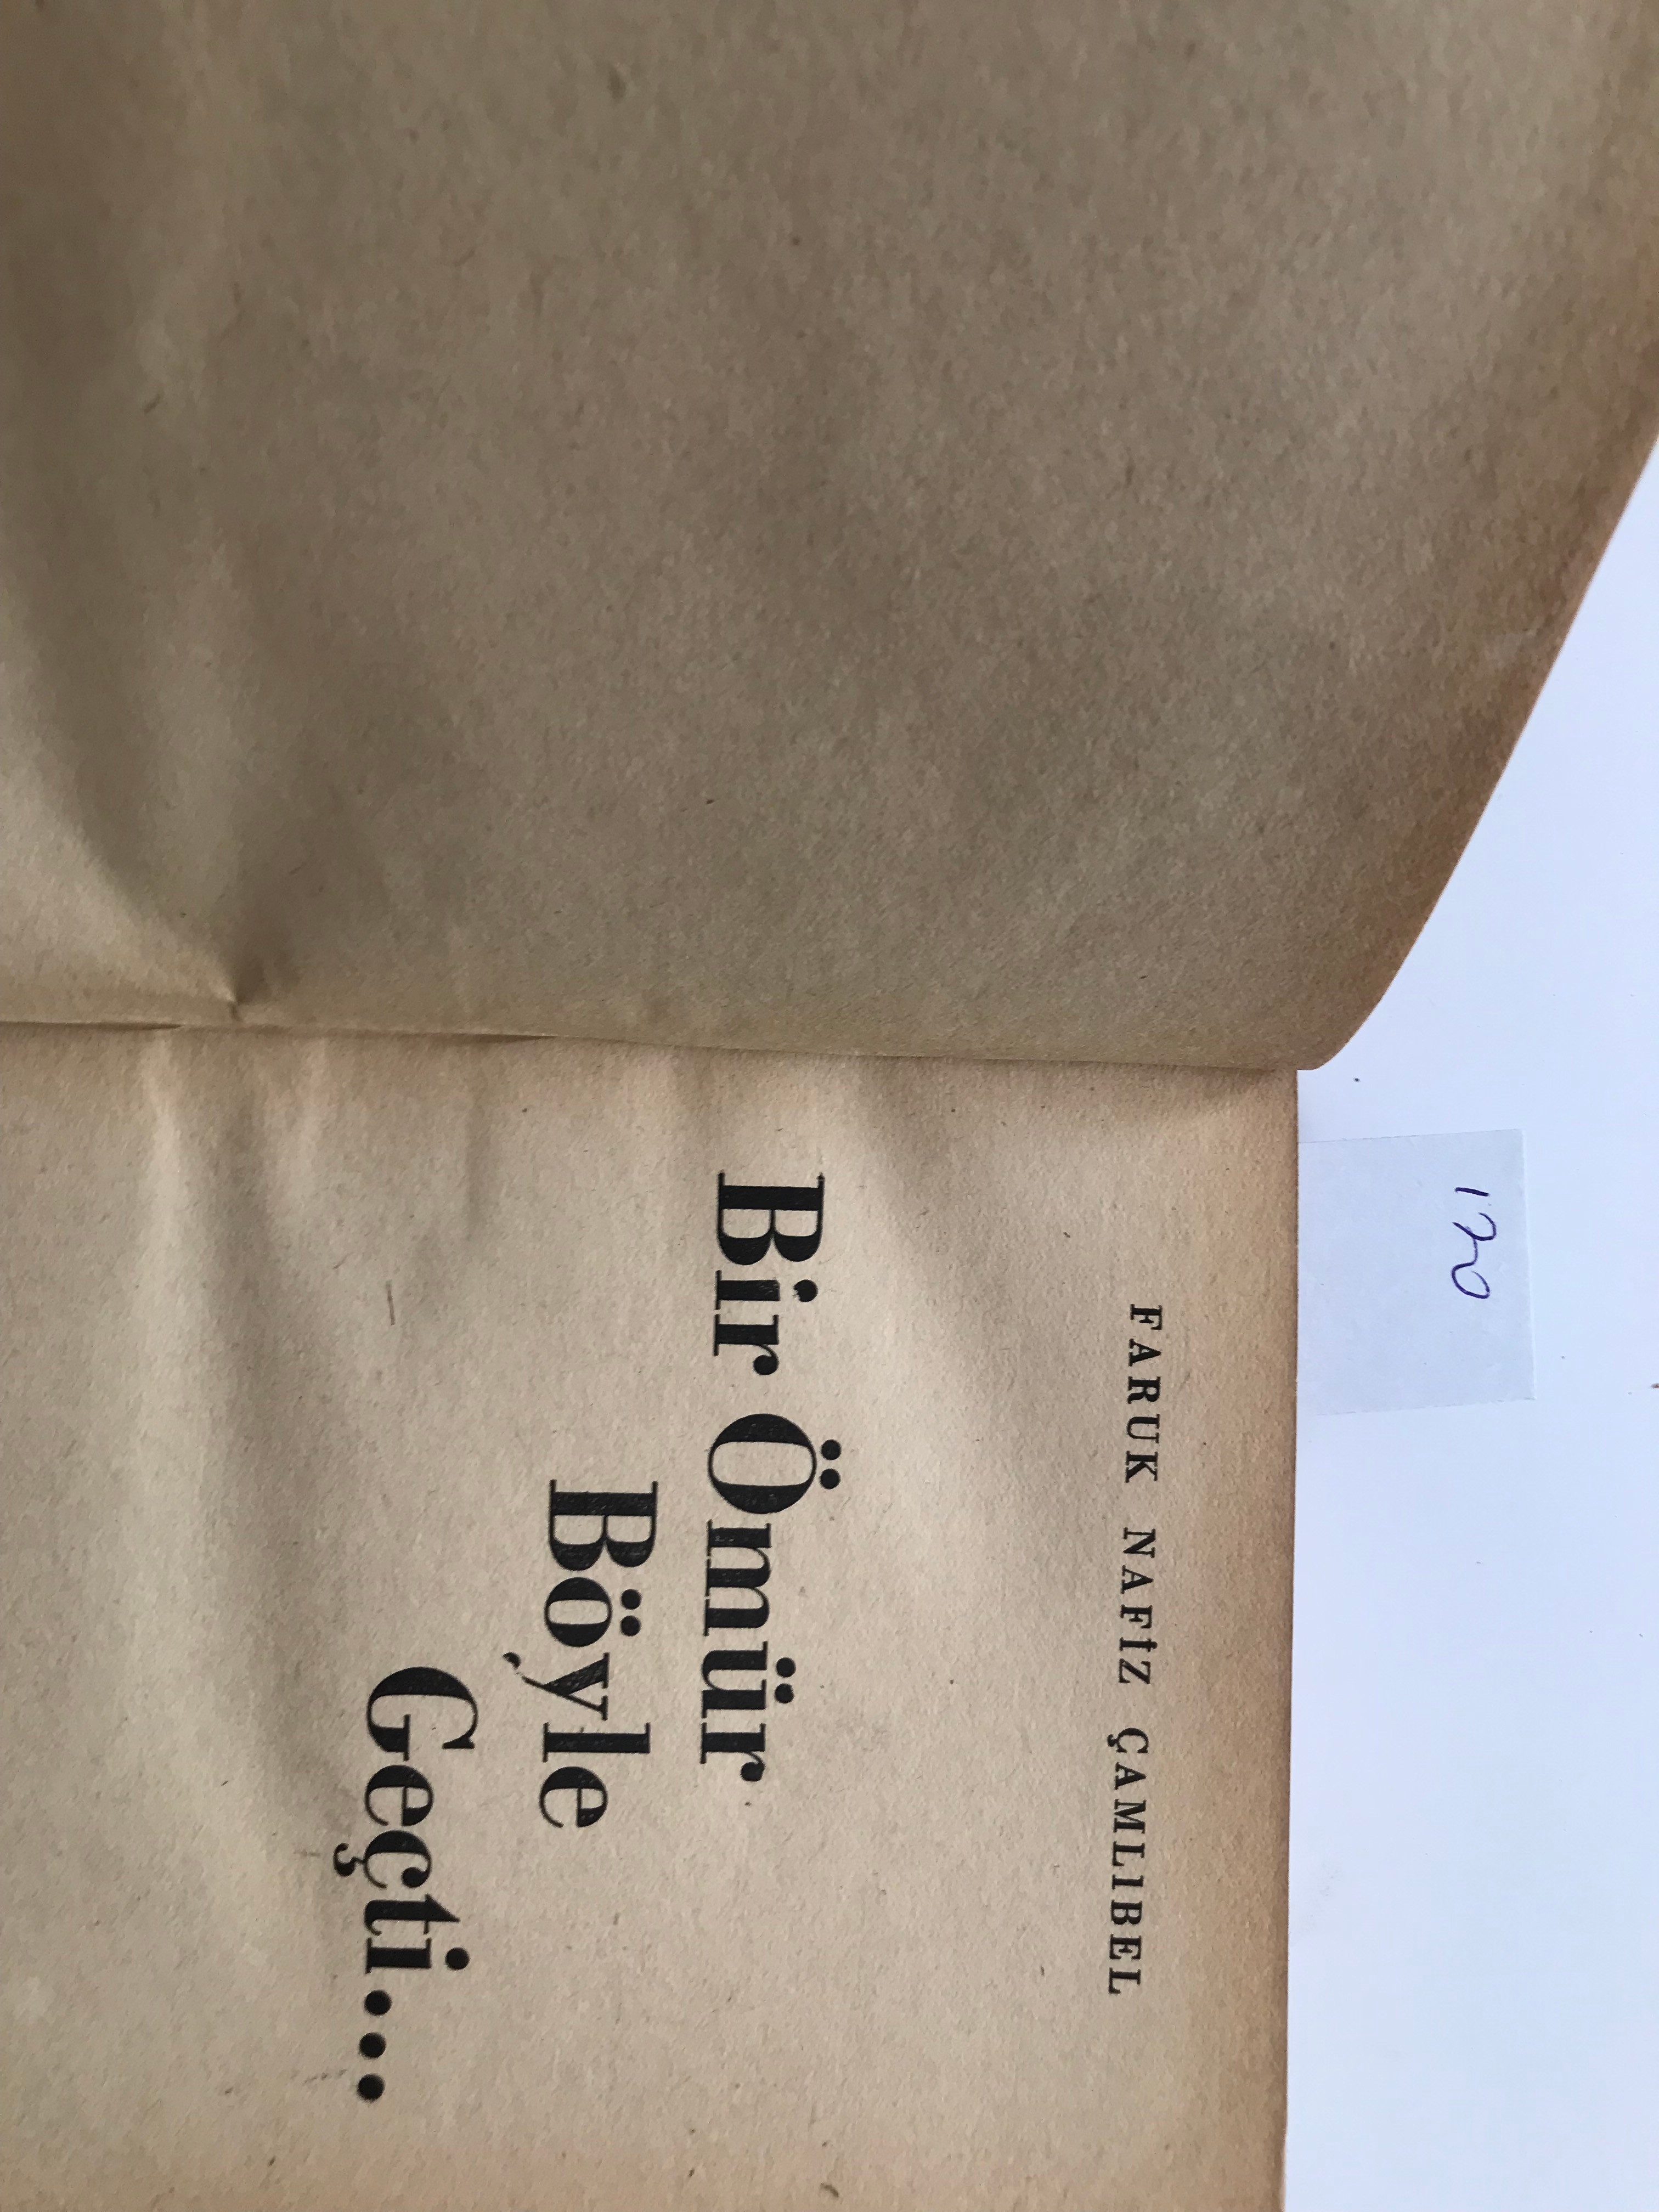 120
FARUK NAFİZ ÇAMLIBEL
Bir Ömür
Böyle
Geçti...